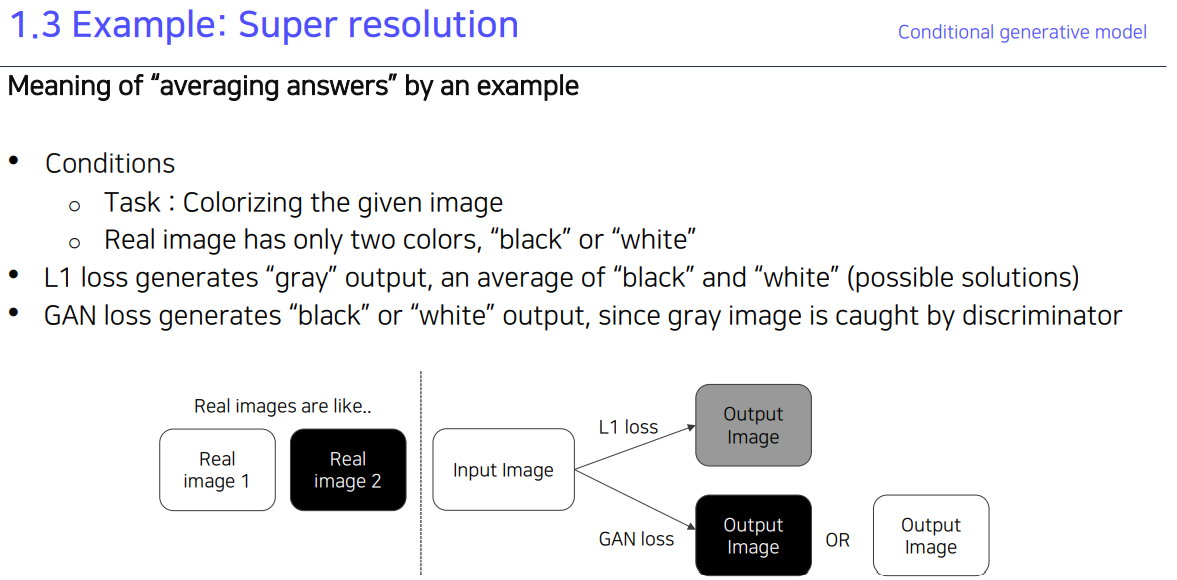 1.3 Example: Super resolution
Conditional generative model
Meaning of “averaging answers” by an example
• Conditions
o Task : Colorizing the given image
o Real image has only two colors, “black” or “white”
• L1 loss generates “gray” output, an average of “black” and “white” (possible solutions)
• GAN loss generates “black” or “white” output, since gray image is caught by discriminator
Real images are like..
Real
image 1
Real
image 2
Input Image
L1 loss
Output
Image
GAN loss
Output
Image
OR
Output
Image